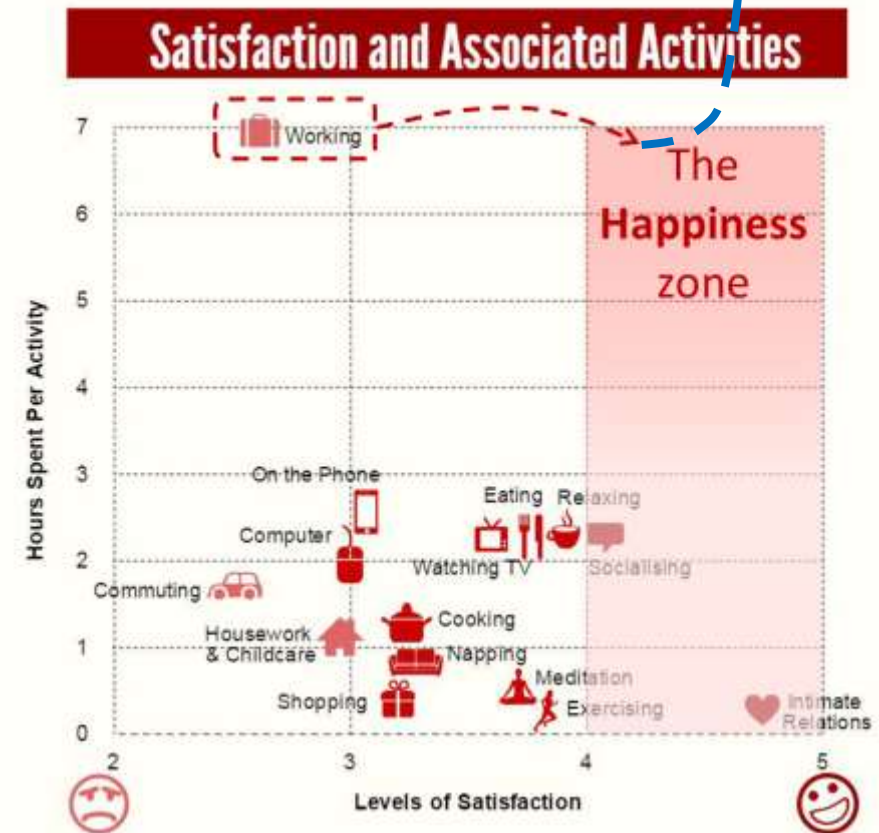 Satisfaction and Associated Activities
7
Working
The
Happiness
zone
6
5
4
3
2
1
0
Hours Spent Per Activity
On the Phone
Eating
Relaxing
Computer
Watching TV
Socialising
Commuting
Cooking
Housework
& Childcare
Napping
Meditation
Shopping
Exercising
Intimate
Relations
2
3
4
5
Levels of Satisfaction